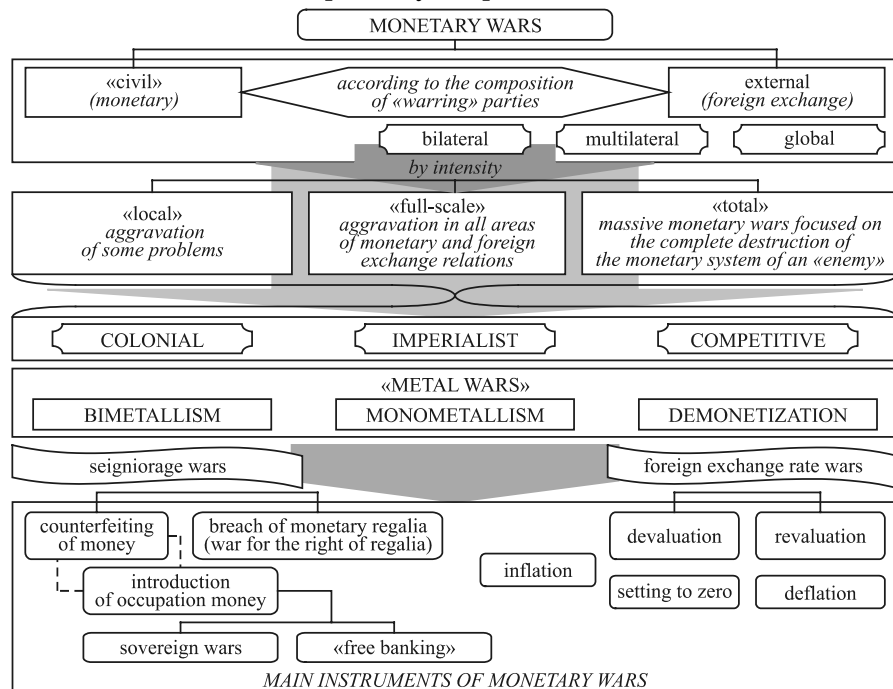 MONETARY WARS
«civil»
(monetary)
according to the composition
of «warring» parties
external
(foreign exchange)
bilateral
multilateral
global
by intensity
«local»
aggravation
of some problems
«full-scale»
aggravation in all areas
of monetary and foreign
exchange relations
«total»
massive monetary wars focused on
the complete destruction of
the monetary system of an «enemy»
COLONIAL
IMPERIALIST
COMPETITIVE
«METAL WARS»
BIMETALLISM
MONOMETALLISM
DEMONETIZATION
seigniorage wars
foreign exchange rate wars
counterfeiting
of money
breach of monetary regalia
(war for the right of regalia)
introduction
of occupation money
sovereign wars
«free banking»
inflation
devaluation
revaluation
setting to zero
deflation
MAIN INSTRUMENTS OF MONETARY WARS